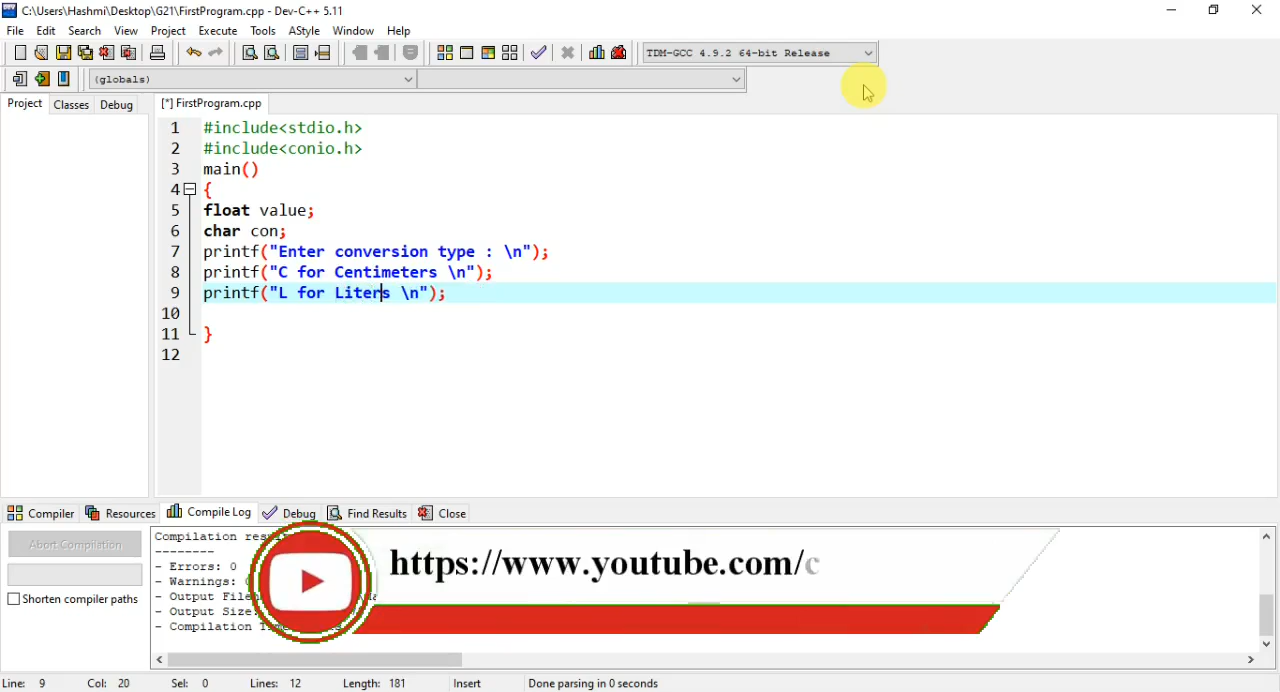 C:\Users\Hashmi\Desktop\G21\FirstProgram.cpp - Dev-C++ 5.11
File Edit Search View Project Execute Tools AStyle Window Help
TDM-GCC 4.9.2 64-bit Release
(globals)
Project Classes Debug [*] FirstProgram.cpp
1 #include<stdio.h>
2 #include<conio.h>
3 main()
4 {
5 float value;
6 char con;
7 printf("Enter conversion type : \n");
8 printf("C for Centimeters \n");
9 printf("L for Liters \n");
10
11 }
12
Compiler Resources Compile Log Debug Find Results Close
Abort Compilation
Shorten compiler paths
Compilation
--------
- Errors: 0
- Warnings:
- Output
- Output Size:
- Compilation
https://www.youtube.com/c
Line: 9 Col: 20 Sel: 0 Lines: 12 Length: 181 Insert Done parsing in 0 seconds